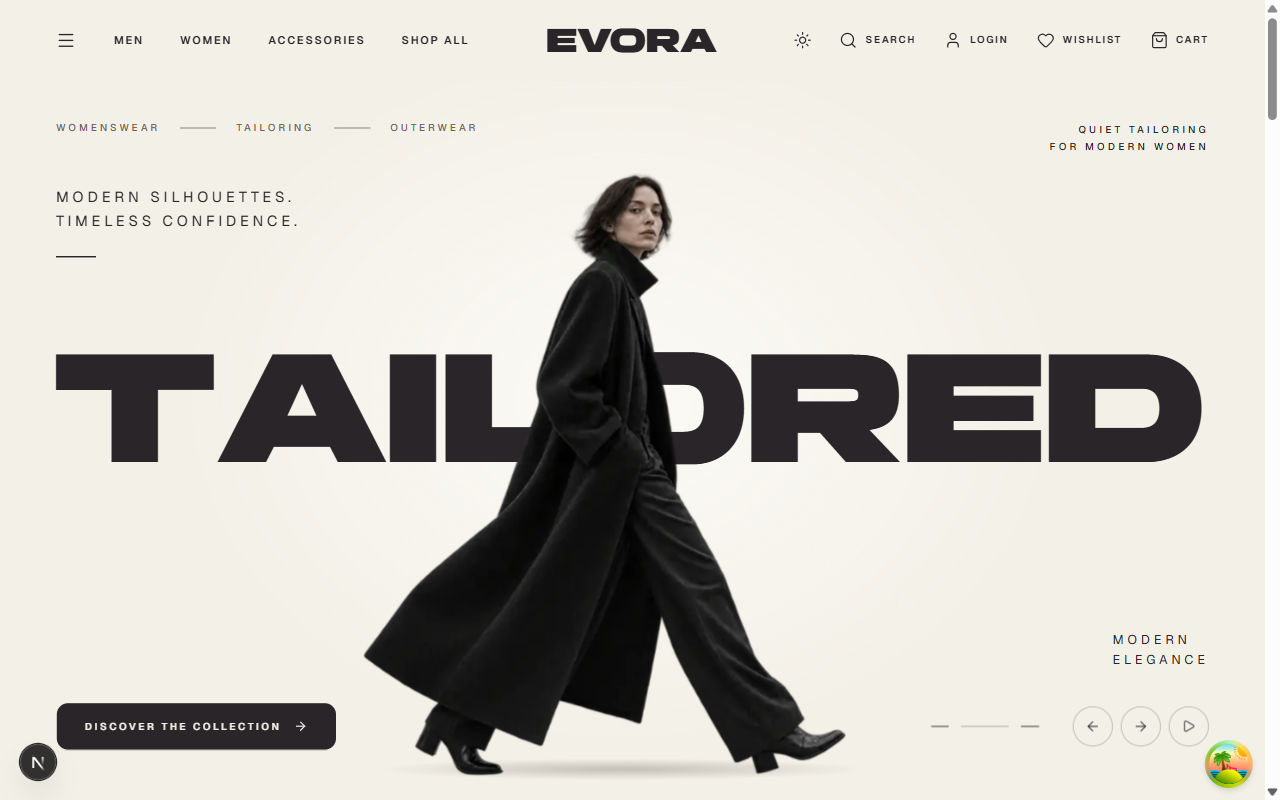 MEN WOMEN ACCESSORIES SHOP ALL EVORA SEARCH LOGIN WISHLIST CART
WOMENSWEAR TAILORING OUTERWEAR
QUIET TAILORING
FOR MODERN WOMEN
MODERN SILHOUETTES.
TIMELESS CONFIDENCE.
TAILORED
MODERN
ELEGANCE
DISCOVER THE COLLECTION
N